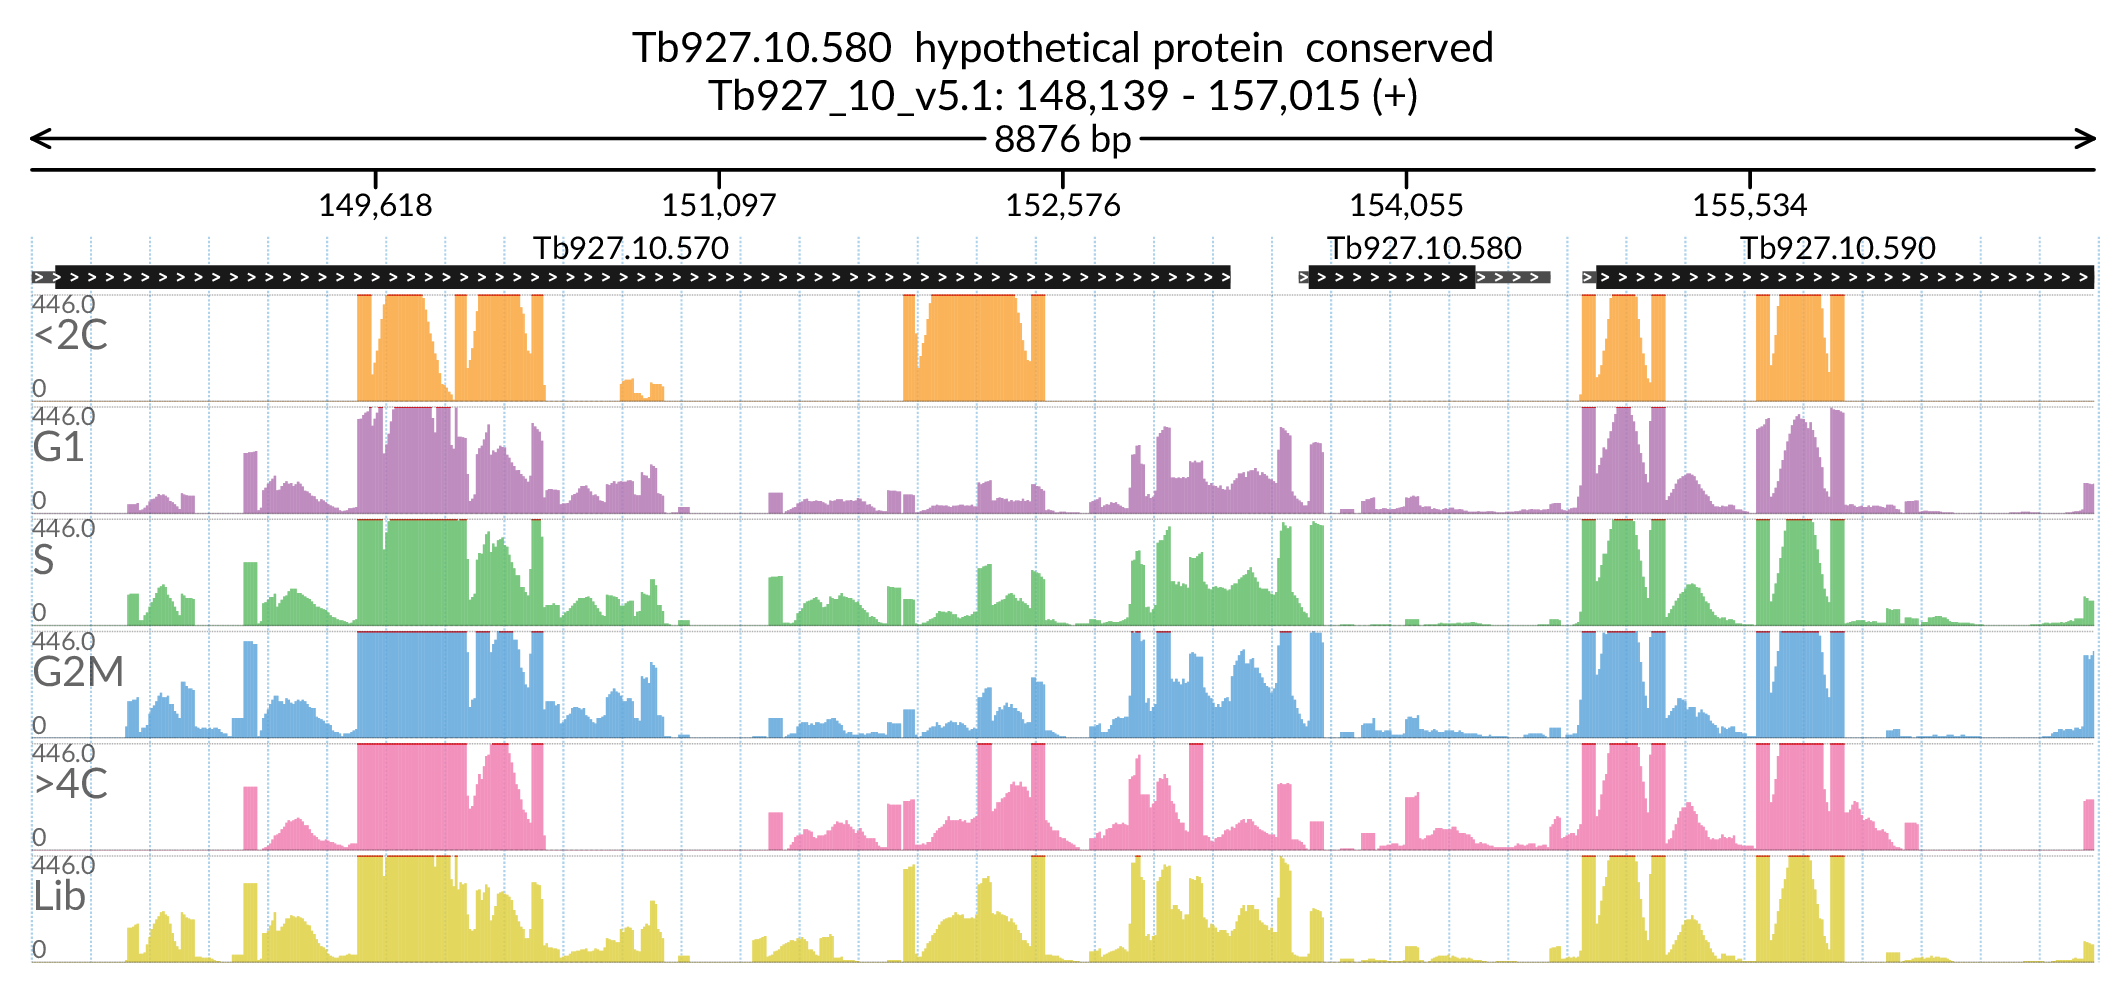 Tb927.10.580  hypothetical protein  conserved
Tb927_10_v5.1: 148,139 - 157,015 (+)
8876 bp
149,618 151,097 152,576 154,055 155,534
Tb927.10.570 Tb927.10.580 Tb927.10.590
446.0
<2C
0
446.0
G1
0
446.0
S
0
446.0
G2M
0
446.0
>4C
0
446.0
Lib
0